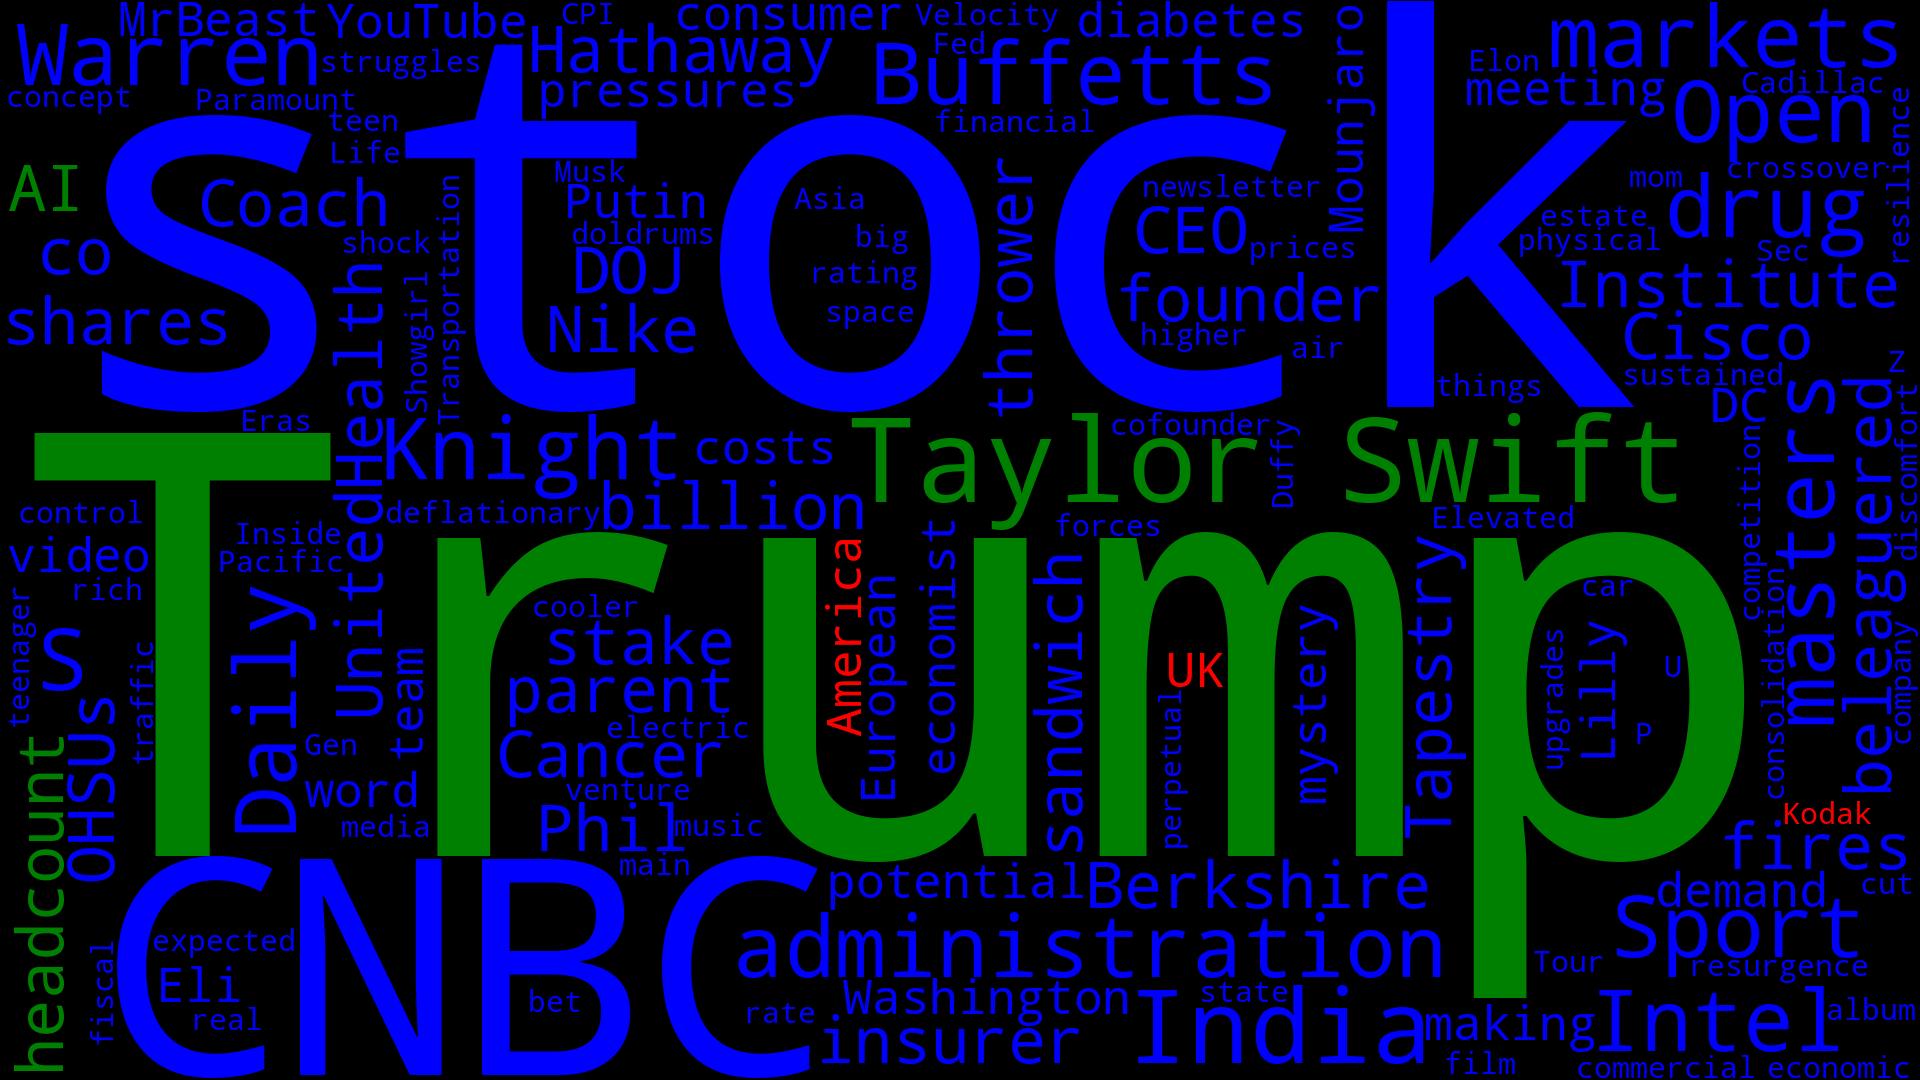 MrBeast
YouTube
CPI
consumer
Velocity
diabetes
markets
Warren
struggles
Hathaway
Fed
Buffetts
Mounjaro
Elon
meeting
Cadillac
Open
concept
Paramount
pressures
financial
resilience
teen
Life
stock
AI
Coach
Transportation
Musk
Putin
Asia
thrower
newsletter
mom
crossover
drug
co
shock
doldrums
DOJ
big
rating
space
CEO
prices
estate
physical
Sec
Institute
shares
UnitedHealth
Showgirl
Nike
founder
higher
air
Cisco
things
sustained
Z
DC
masters
beleaguered
discomfort
Eras
Knight
costs
Taylor Swift
cofounder
Duffy
competition
control
deflationary
billion
forces
Elevated
Trump
Inside
Pacific
video
rich
America
European
economist
sandwich
Tapestry
teenager
S
traffic
Daily
team
cooler
stake
parent
UK
mystery
car
upgrades
Lilly
U
P
consolidation
company
OHSUs
electric
Gen
Cancer
perpetual
headcount
word
venture
media
Phil
music
Kodak
fires
main
CNBC
potential
Berkshire
demand
cut
Sport
fiscal
expected
Eli
real
bet
administration
Tour
resurgence
rate
Washington
state
insurer
India
making
Intel
album
film
commercial
economic